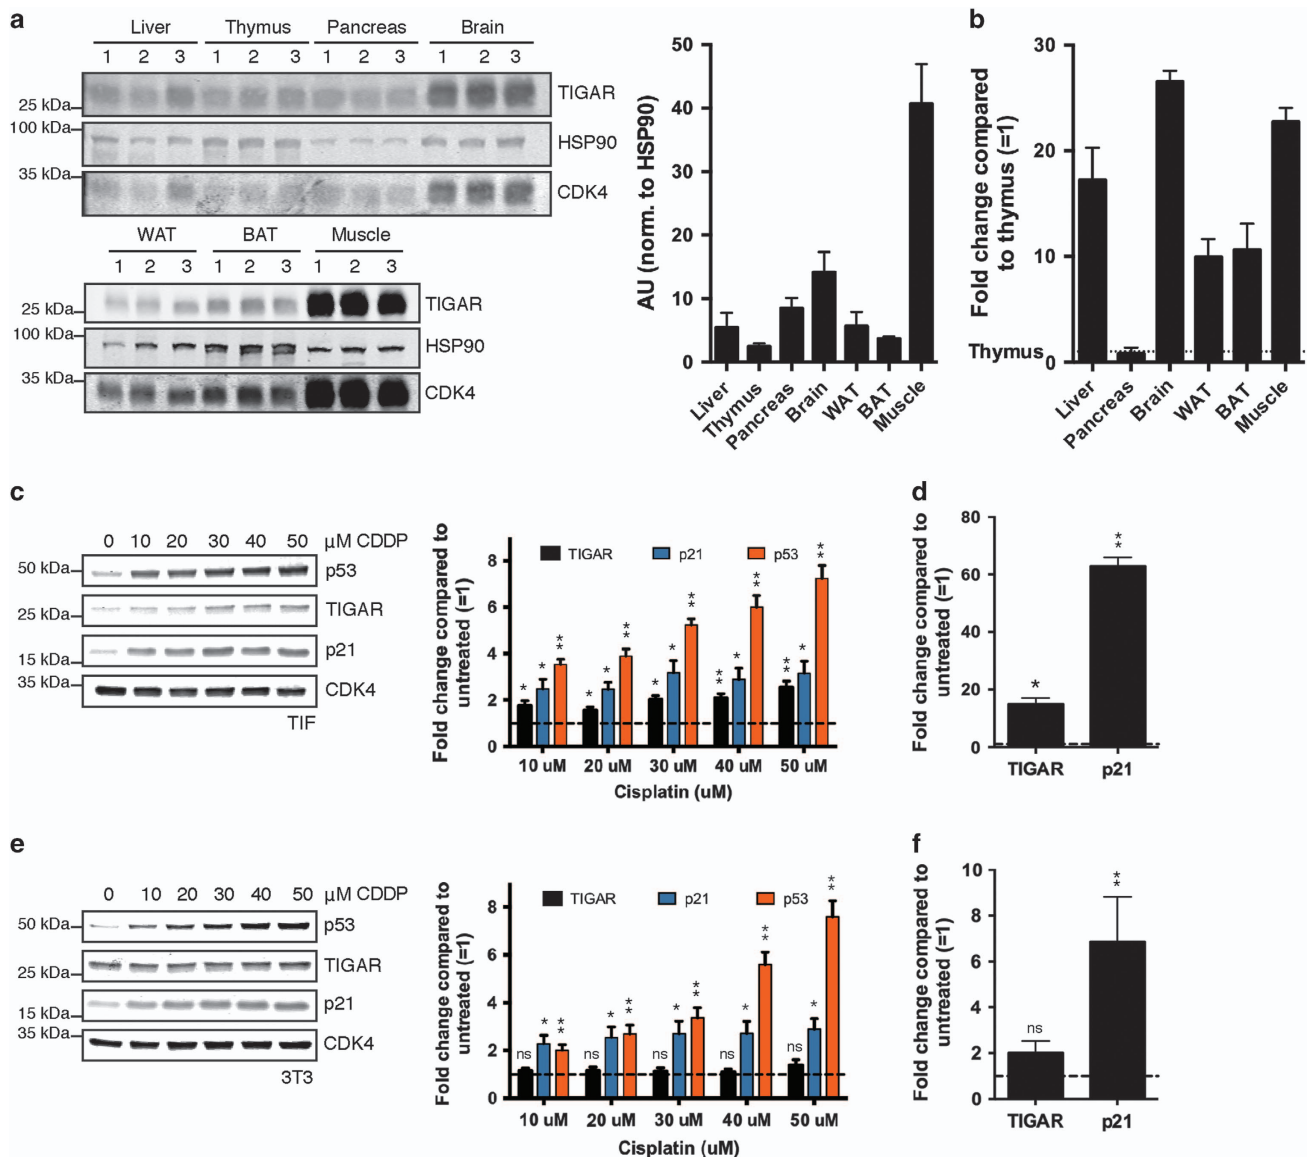 a
Liver Thymus Pancreas Brain
1 2 3 1 2 3 1 2 3 1 2 3
25 kDa TIGAR
100 kDa HSP90
35 kDa CDK4
WAT BAT Muscle
1 2 3 1 2 3 1 2 3
25 kDa TIGAR
100 kDa HSP90
35 kDa CDK4
AU (norm. to HSP90)
50
40
30
20
10
0
Liver Thymus Pancreas Brain WAT BAT Muscle
b
Fold change compared
to thymus (=1)
30
20
10
0
Thymus
Liver Pancreas Brain WAT BAT Muscle
c
0 10 20 30 40 50 µM CDDP
50 kDa p53
25 kDa TIGAR
15 kDa p21
35 kDa CDK4
TIF
Fold change compared to
untreated (=1)
8
6
4
2
0
TIGAR p21 p53
* * ** * * ** * * ** ** * ** ** * **
10 uM 20 uM 30 uM 40 uM 50 uM
Cisplatin (uM)
d
Fold change compared to
untreated (=1)
80
60
40
20
0
* **
TIGAR p21
e
0 10 20 30 40 50 µM CDDP
50 kDa p53
25 kDa TIGAR
15 kDa p21
35 kDa CDK4
3T3
Fold change compared to
untreated (=1)
8
6
4
2
0
TIGAR p21 p53
ns * ** ns * ** ns * ** ns * ** ns * **
10 uM 20 uM 30 uM 40 uM 50 uM
Cisplatin (uM)
f
Fold change compared to
untreated (=1)
10
8
6
4
2
0
ns **
TIGAR p21